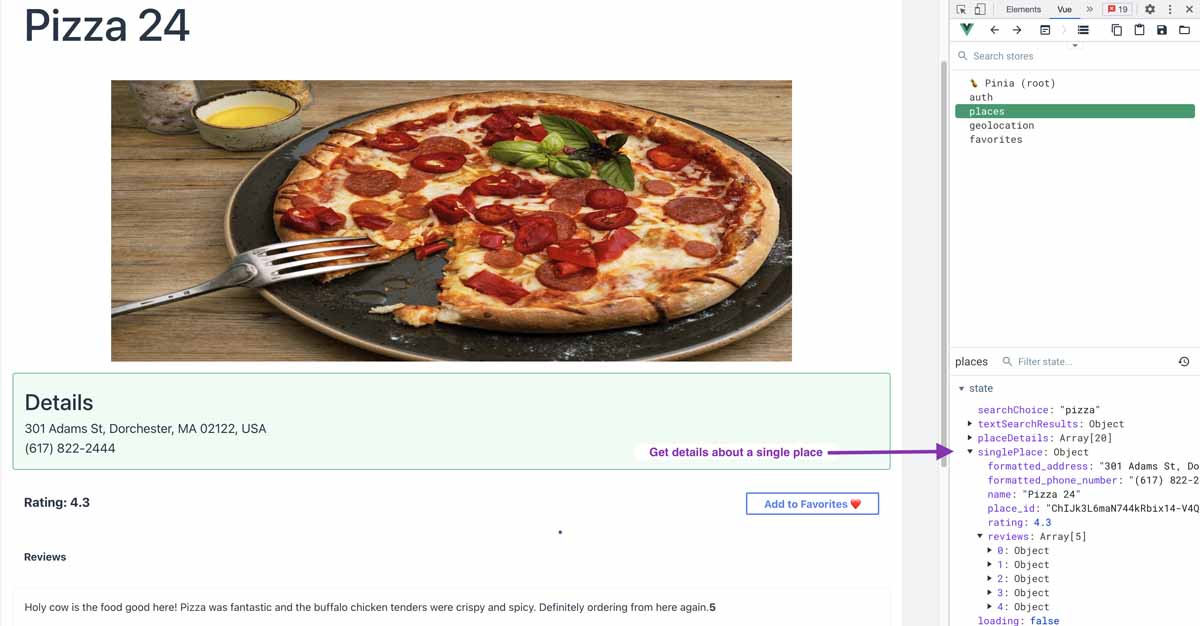 Pizza 24
Details
301 Adams St, Dorchester, MA 02122, USA
(617) 822-2444
Get details about a single place
Rating: 4.3
Add to Favorites ❤️
Reviews
Holy cow is the food good here! Pizza was fantastic and the buffalo chicken tenders were crispy and spicy. Definitely ordering from here again.5
Elements Vue » 19
Search stores
🍍 Pinia (root)
auth
places
geolocation
favorites
places Filter state...
state
searchChoice: "pizza"
textSearchResults: Object
placeDetails: Array[20]
singlePlace: Object
formatted_address: "301 Adams St, Do
formatted_phone_number: "(617) 822-2
name: "Pizza 24"
place_id: "ChIJk3L6maN744kRbix14-V4Q
rating: 4.3
reviews: Array[5]
0: Object
1: Object
2: Object
3: Object
4: Object
loading: false